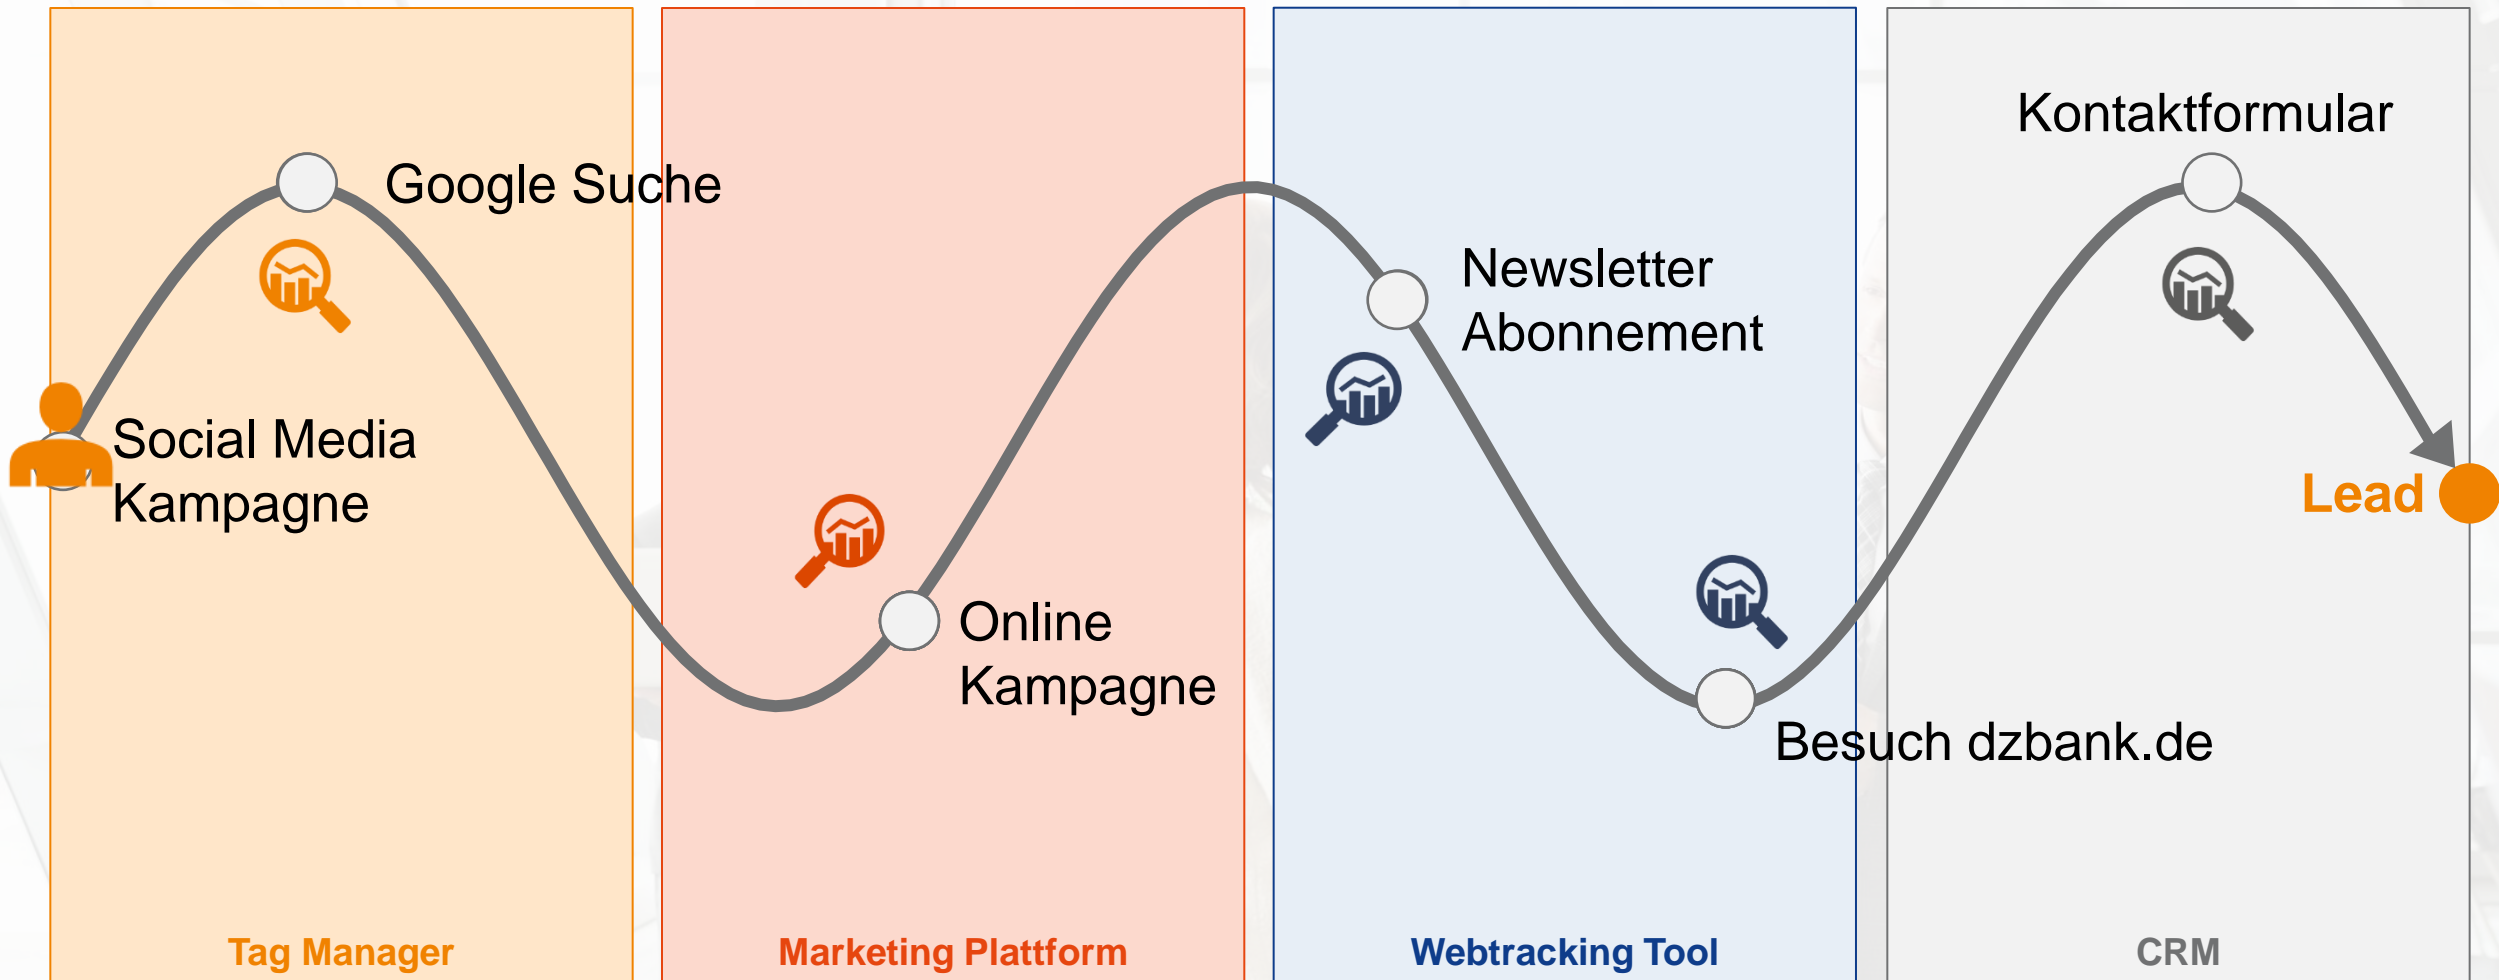 Kontaktformular
Google Suche
Newsletter
Abonnement
Social Media
Kampagne
Lead
Online
Kampagne
Besuch dzbank.de
Tag Manager
Marketing Plattform
Webtracking Tool
CRM